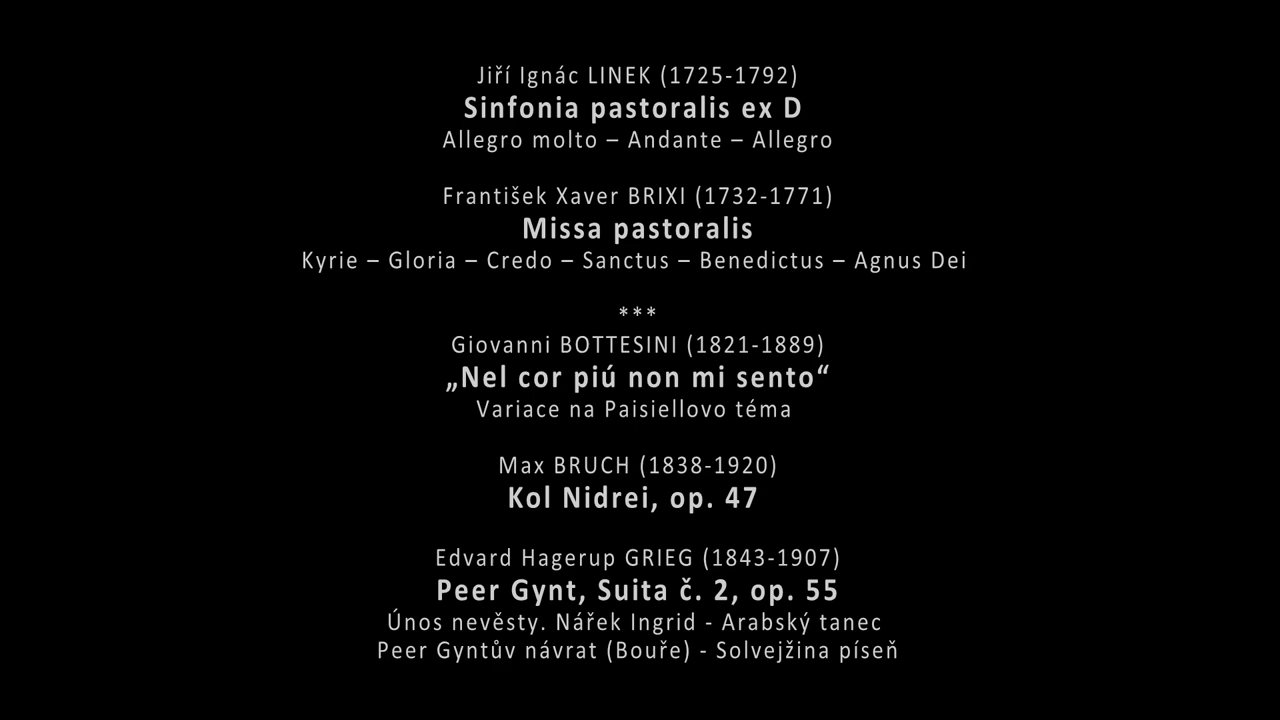 Jiří Ignác LINEK (1725-1792)
Sinfonia pastoralis ex D
Allegro molto – Andante – Allegro
František Xaver BRIXI (1732-1771)
Missa pastoralis
Kyrie – Gloria – Credo – Sanctus – Benedictus – Agnus Dei
***
Giovanni BOTTESINI (1821-1889)
„Nel cor piú non mi sento“
Variace na Paisiellovo téma
Max BRUCH (1838-1920)
Kol Nidrei, op. 47
Edvard Hagerup GRIEG (1843-1907)
Peer Gynt, Suita č. 2, op. 55
Únos nevěsty. Nářek Ingrid - Arabský tanec
Peer Gyntův návrat (Bouře) - Solvejžina píseň